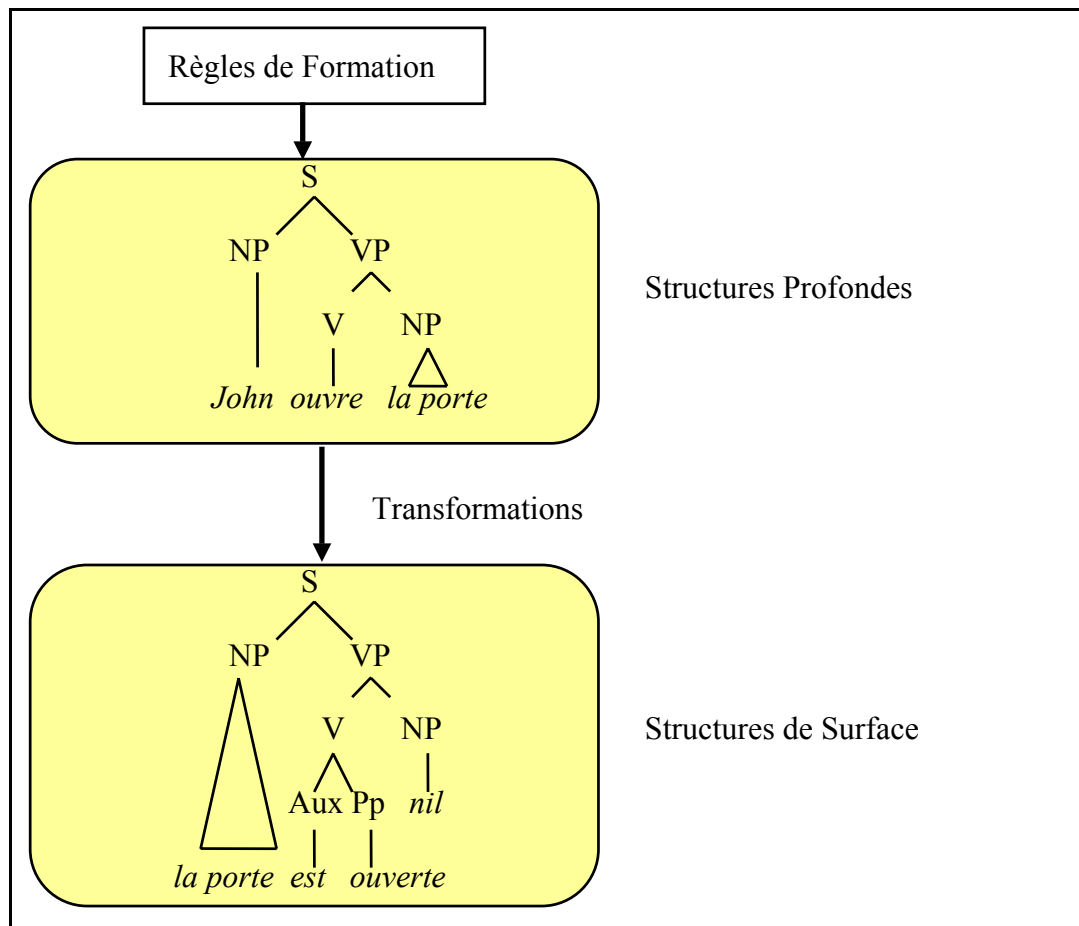 Règles de Formation
S
NP VP
Structures Profondes
V NP
John ouvre la porte
Transformations
S
NP VP
V NP
Structures de Surface
Aux Pp nil
la porte est ouverte